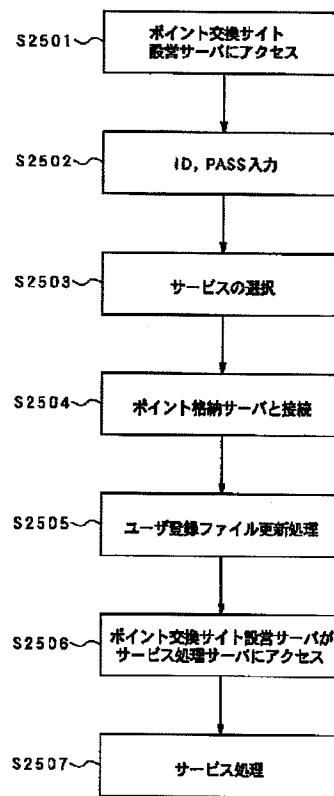 S2501
ポイント交換サイト
設営サーバにアクセス
S2502
ID, PASS入力
S2503
サービスの選択
S2504
ポイント格納サーバと接続
S2505
ユーザ登録ファイル更新処理
S2506
ポイント交換サイト設営サーバが
サービス処理サーバにアクセス
S2507
サービス処理